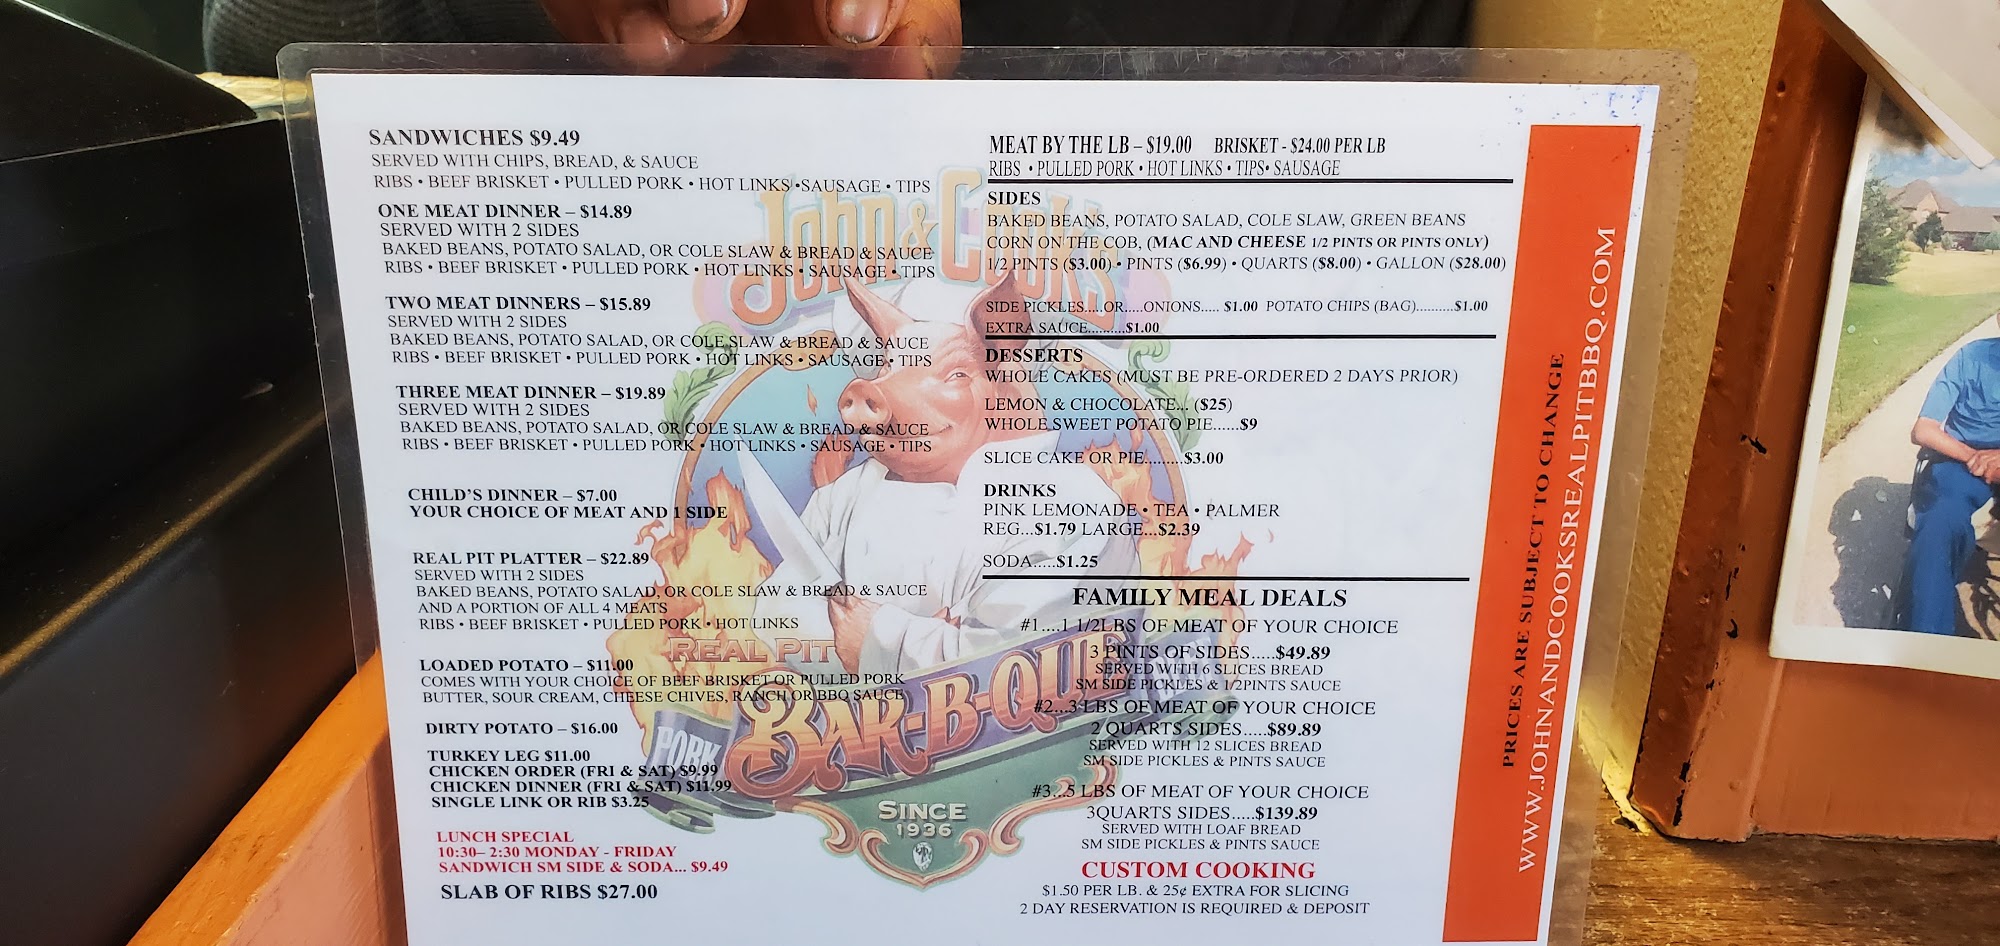 SANDWICHES $9.49
SERVED WITH CHIPS, BREAD, & SAUCE
RIBS • BEEF BRISKET • PULLED PORK • HOT LINKS •SAUSAGE • TIPS
ONE MEAT DINNER – $14.89
SERVED WITH 2 SIDES
BAKED BEANS, POTATO SALAD, OR COLE SLAW & BREAD & SAUCE
RIBS • BEEF BRISKET • PULLED PORK • HOT LINKS • SAUSAGE • TIPS
TWO MEAT DINNERS – $15.89
SERVED WITH 2 SIDES
BAKED BEANS, POTATO SALAD, OR COLE SLAW & BREAD & SAUCE
RIBS • BEEF BRISKET • PULLED PORK • HOT LINKS • SAUSAGE • TIPS
THREE MEAT DINNER – $19.89
SERVED WITH 2 SIDES
BAKED BEANS, POTATO SALAD, OR COLE SLAW & BREAD & SAUCE
RIBS • BEEF BRISKET • PULLED PORK • HOT LINKS • SAUSAGE • TIPS
CHILD'S DINNER – $7.00
YOUR CHOICE OF MEAT AND 1 SIDE
REAL PIT PLATTER – $22.89
SERVED WITH 2 SIDES
BAKED BEANS, POTATO SALAD, OR COLE SLAW & BREAD & SAUCE
AND A PORTION OF ALL 4 MEATS
RIBS • BEEF BRISKET • PULLED PORK • HOT LINKS
LOADED POTATO – $11.00
COMES WITH YOUR CHOICE OF BEEF BRISKET OR PULLED PORK
BUTTER, SOUR CREAM, CHEESE CHIVES, RANCH OR BBQ SAUCE
DIRTY POTATO – $16.00
TURKEY LEG $11.00
CHICKEN ORDER (FRI & SAT) $9.99
CHICKEN DINNER (FRI & SAT) $11.99
SINGLE LINK OR RIB $3.25
LUNCH SPECIAL
10:30– 2:30 MONDAY - FRIDAY
SANDWICH SM SIDE & SODA... $9.49
SLAB OF RIBS $27.00
MEAT BY THE LB – $19.00 BRISKET - $24.00 PER LB
RIBS • PULLED PORK • HOT LINKS • TIPS• SAUSAGE
SIDES
BAKED BEANS, POTATO SALAD, COLE SLAW, GREEN BEANS
CORN ON THE COB, (MAC AND CHEESE 1/2 PINTS OR PINTS ONLY)
1/2 PINTS ($3.00) • PINTS ($6.99) • QUARTS ($8.00) • GALLON ($28.00)
SIDE PICKLES....OR.....ONIONS..... $1.00 POTATO CHIPS (BAG)..........$1.00
EXTRA SAUCE..........$1.00
DESSERTS
WHOLE CAKES (MUST BE PRE-ORDERED 2 DAYS PRIOR)
LEMON & CHOCOLATE... ($25)
WHOLE SWEET POTATO PIE......$9
SLICE CAKE OR PIE.........$3.00
DRINKS
PINK LEMONADE • TEA • PALMER
REG...$1.79 LARGE...$2.39
SODA.....$1.25
FAMILY MEAL DEALS
#1....1 1/2LBS OF MEAT OF YOUR CHOICE
3 PINTS OF SIDES.....$49.89
SERVED WITH 6 SLICES BREAD
SM SIDE PICKLES & 1/2PINTS SAUCE
#2...3 LBS OF MEAT OF YOUR CHOICE
2 QUARTS SIDES.....$89.89
SERVED WITH 12 SLICES BREAD
SM SIDE PICKLES & PINTS SAUCE
#3...5 LBS OF MEAT OF YOUR CHOICE
3QUARTS SIDES.....$139.89
SERVED WITH LOAF BREAD
SM SIDE PICKLES & PINTS SAUCE
CUSTOM COOKING
$1.50 PER LB. & 25¢ EXTRA FOR SLICING
2 DAY RESERVATION IS REQUIRED & DEPOSIT
John & Cook's
REAL PIT
BAR-B-QUE
PORK
SINCE
1936
PRICES ARE SUBJECT TO CHANGE
WWW.JOHNANDCOOKSREALPITBBQ.COM